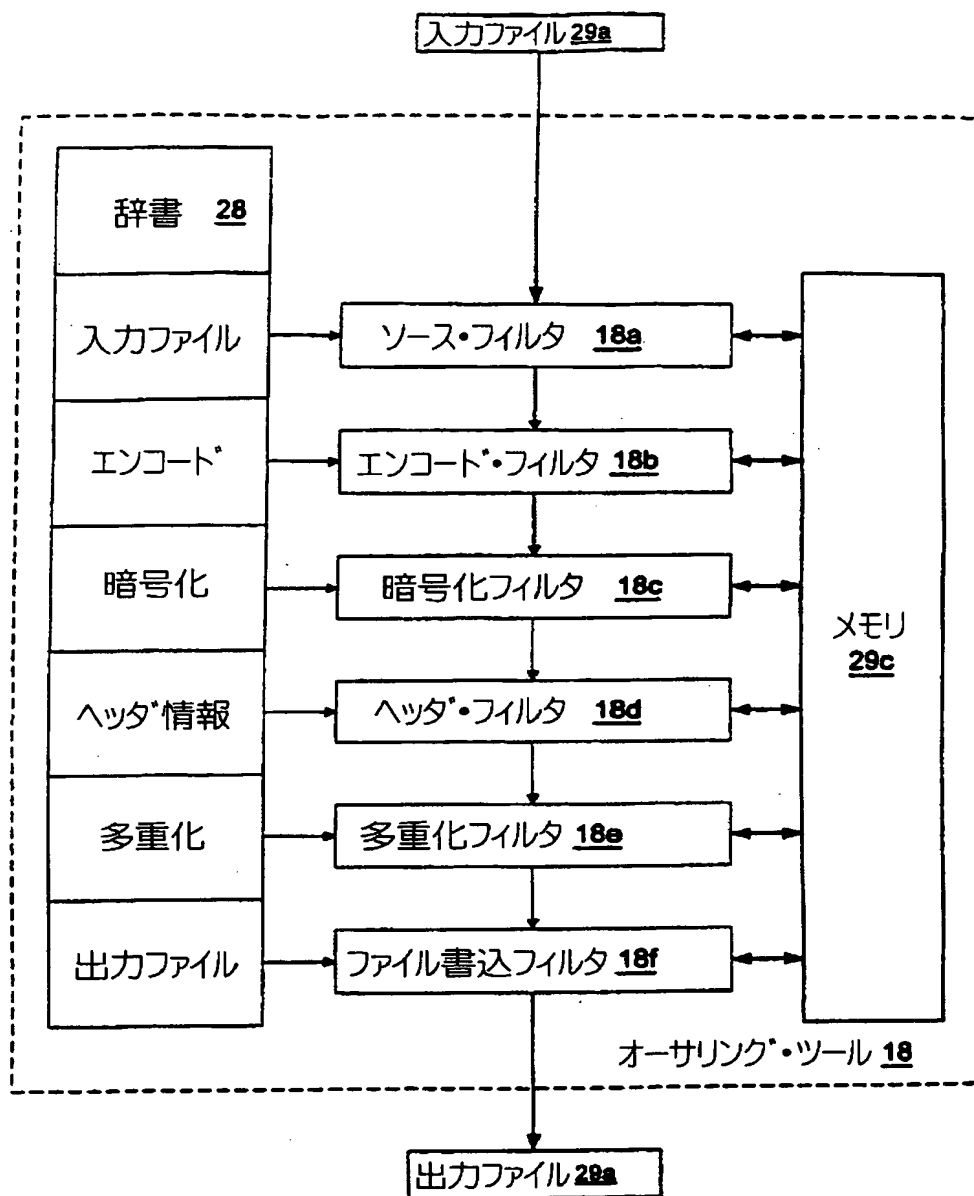 入力ファイル 29a
辞書 28
入力ファイル
ソース・フィルタ 18a
エンコード
エンコード・フィルタ 18b
暗号化
暗号化フィルタ 18c
メモリ
29c
ヘッダ情報
ヘッダ・フィルタ 18d
多重化
多重化フィルタ 18e
出力ファイル
ファイル書込フィルタ 18f
オーサリング・ツール 18
出力ファイル 29a